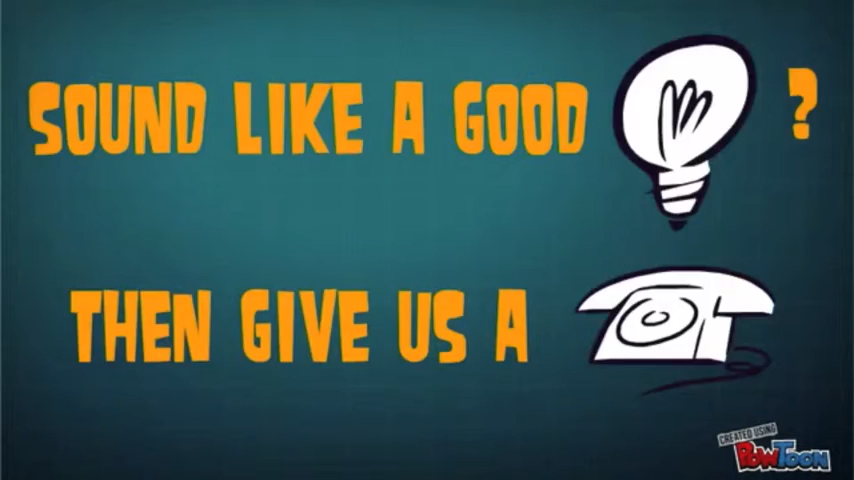 SOUND LIKE A GOOD ?
THEN GIVE US A
CREATED USING
POWTOON